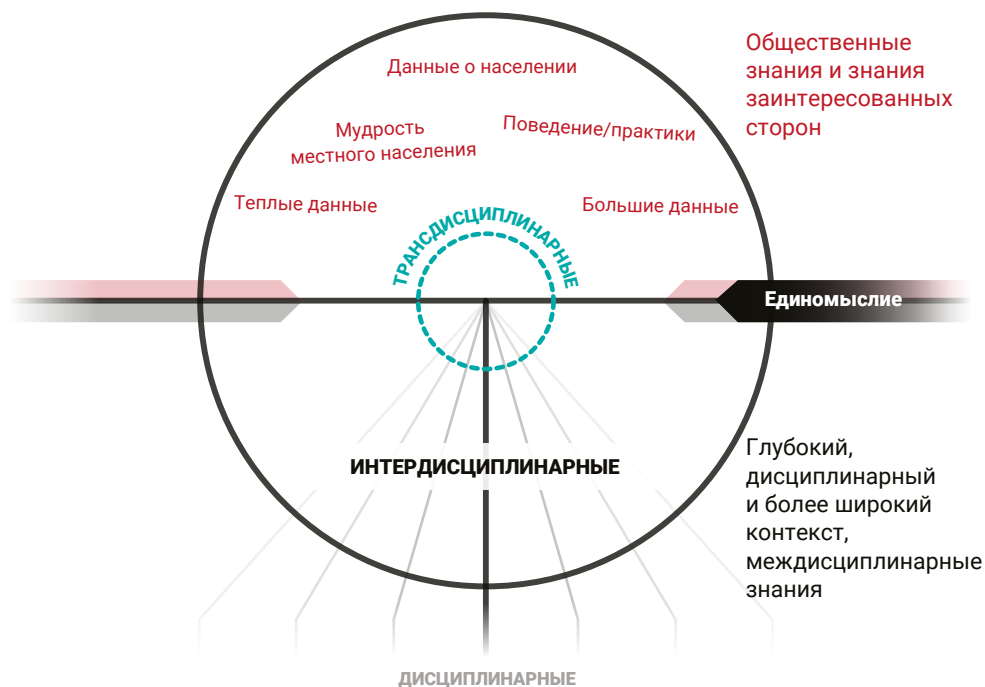 Общественные
знания и знания
заинтересованных
сторон
Данные о населении
Мудрость
местного населения
Поведение/практики
Теплые данные
Большие данные
ТРАНСДИСЦИПЛИНАРНЫЕ
Единомыслие
ИНТЕРДИСЦИПЛИНАРНЫЕ
Глубокий,
дисциплинарный
и более широкий
контекст,
междисциплинарные
знания
ДИСЦИПЛИНАРНЫЕ